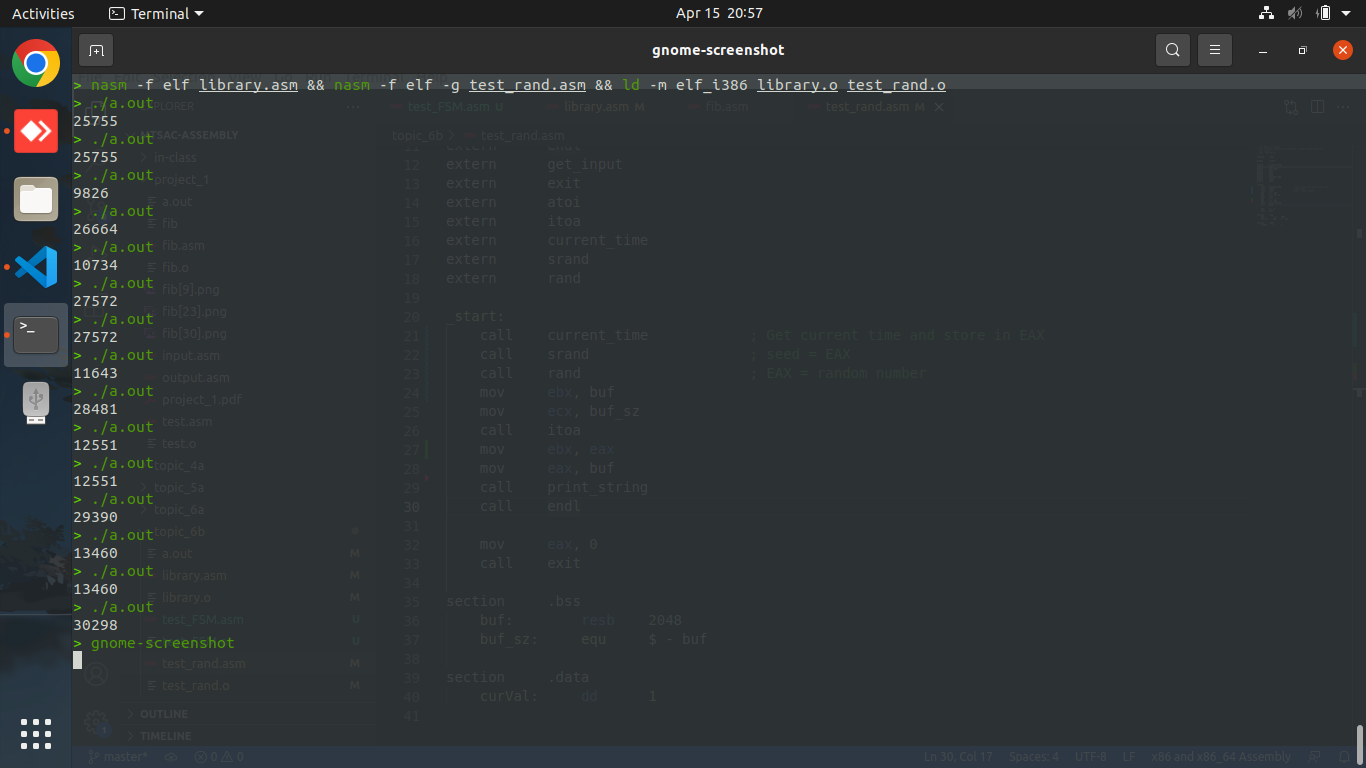 Activities
Terminal
Apr 15 20:57
gnome-screenshot
> nasm -f elf library.asm && nasm -f elf -g test_rand.asm && ld -m elf_i386 library.o test_rand.o
> ./a.out
25755
> ./a.out
25755
> ./a.out
9826
> ./a.out
26664
> ./a.out
10734
> ./a.out
27572
> ./a.out
27572
> ./a.out
11643
> ./a.out
28481
> ./a.out
12551
> ./a.out
12551
> ./a.out
29390
> ./a.out
13460
> ./a.out
13460
> ./a.out
30298
> gnome-screenshot
MTSAC-ASSEMBLY
in-class
project_1
a.out
fib
fib.asm
fib.o
fib[9].png
fib[23].png
fib[30].png
input.asm
output.asm
project_1.pdf
test.asm
test.o
topic_4a
topic_5a
topic_6a
topic_6b
a.out M
library.asm M
library.o M
test_FSM.asm U
U
test_rand.asm M
test_rand.o M
OUTLINE
TIMELINE
test_FSM.asm U
library.asm M
fib.asm
test_rand.asm M
topic_6b > test_rand.asm
12 extern get_input
13 extern exit
14 extern atoi
15 extern itoa
16 extern current_time
17 extern srand
18 extern rand
19
20 _start:
21 call current_time ; Get current time and store in EAX
22 call srand ; seed = EAX
23 call rand ; EAX = random number
24 mov ebx, buf
25 mov ecx, buf_sz
26 call itoa
27 mov ebx, eax
28 mov eax, buf
29 call print_string
30 call endl
31
32 mov eax, 0
33 call exit
34
35 section .bss
36 buf: resb 2048
37 buf_sz: equ $ - buf
38
39 section .data
40 curVal: dd 1
41
master*
0 0
Ln 30, Col 17
Spaces: 4
UTF-8
LF
x86 and x86_64 Assembly